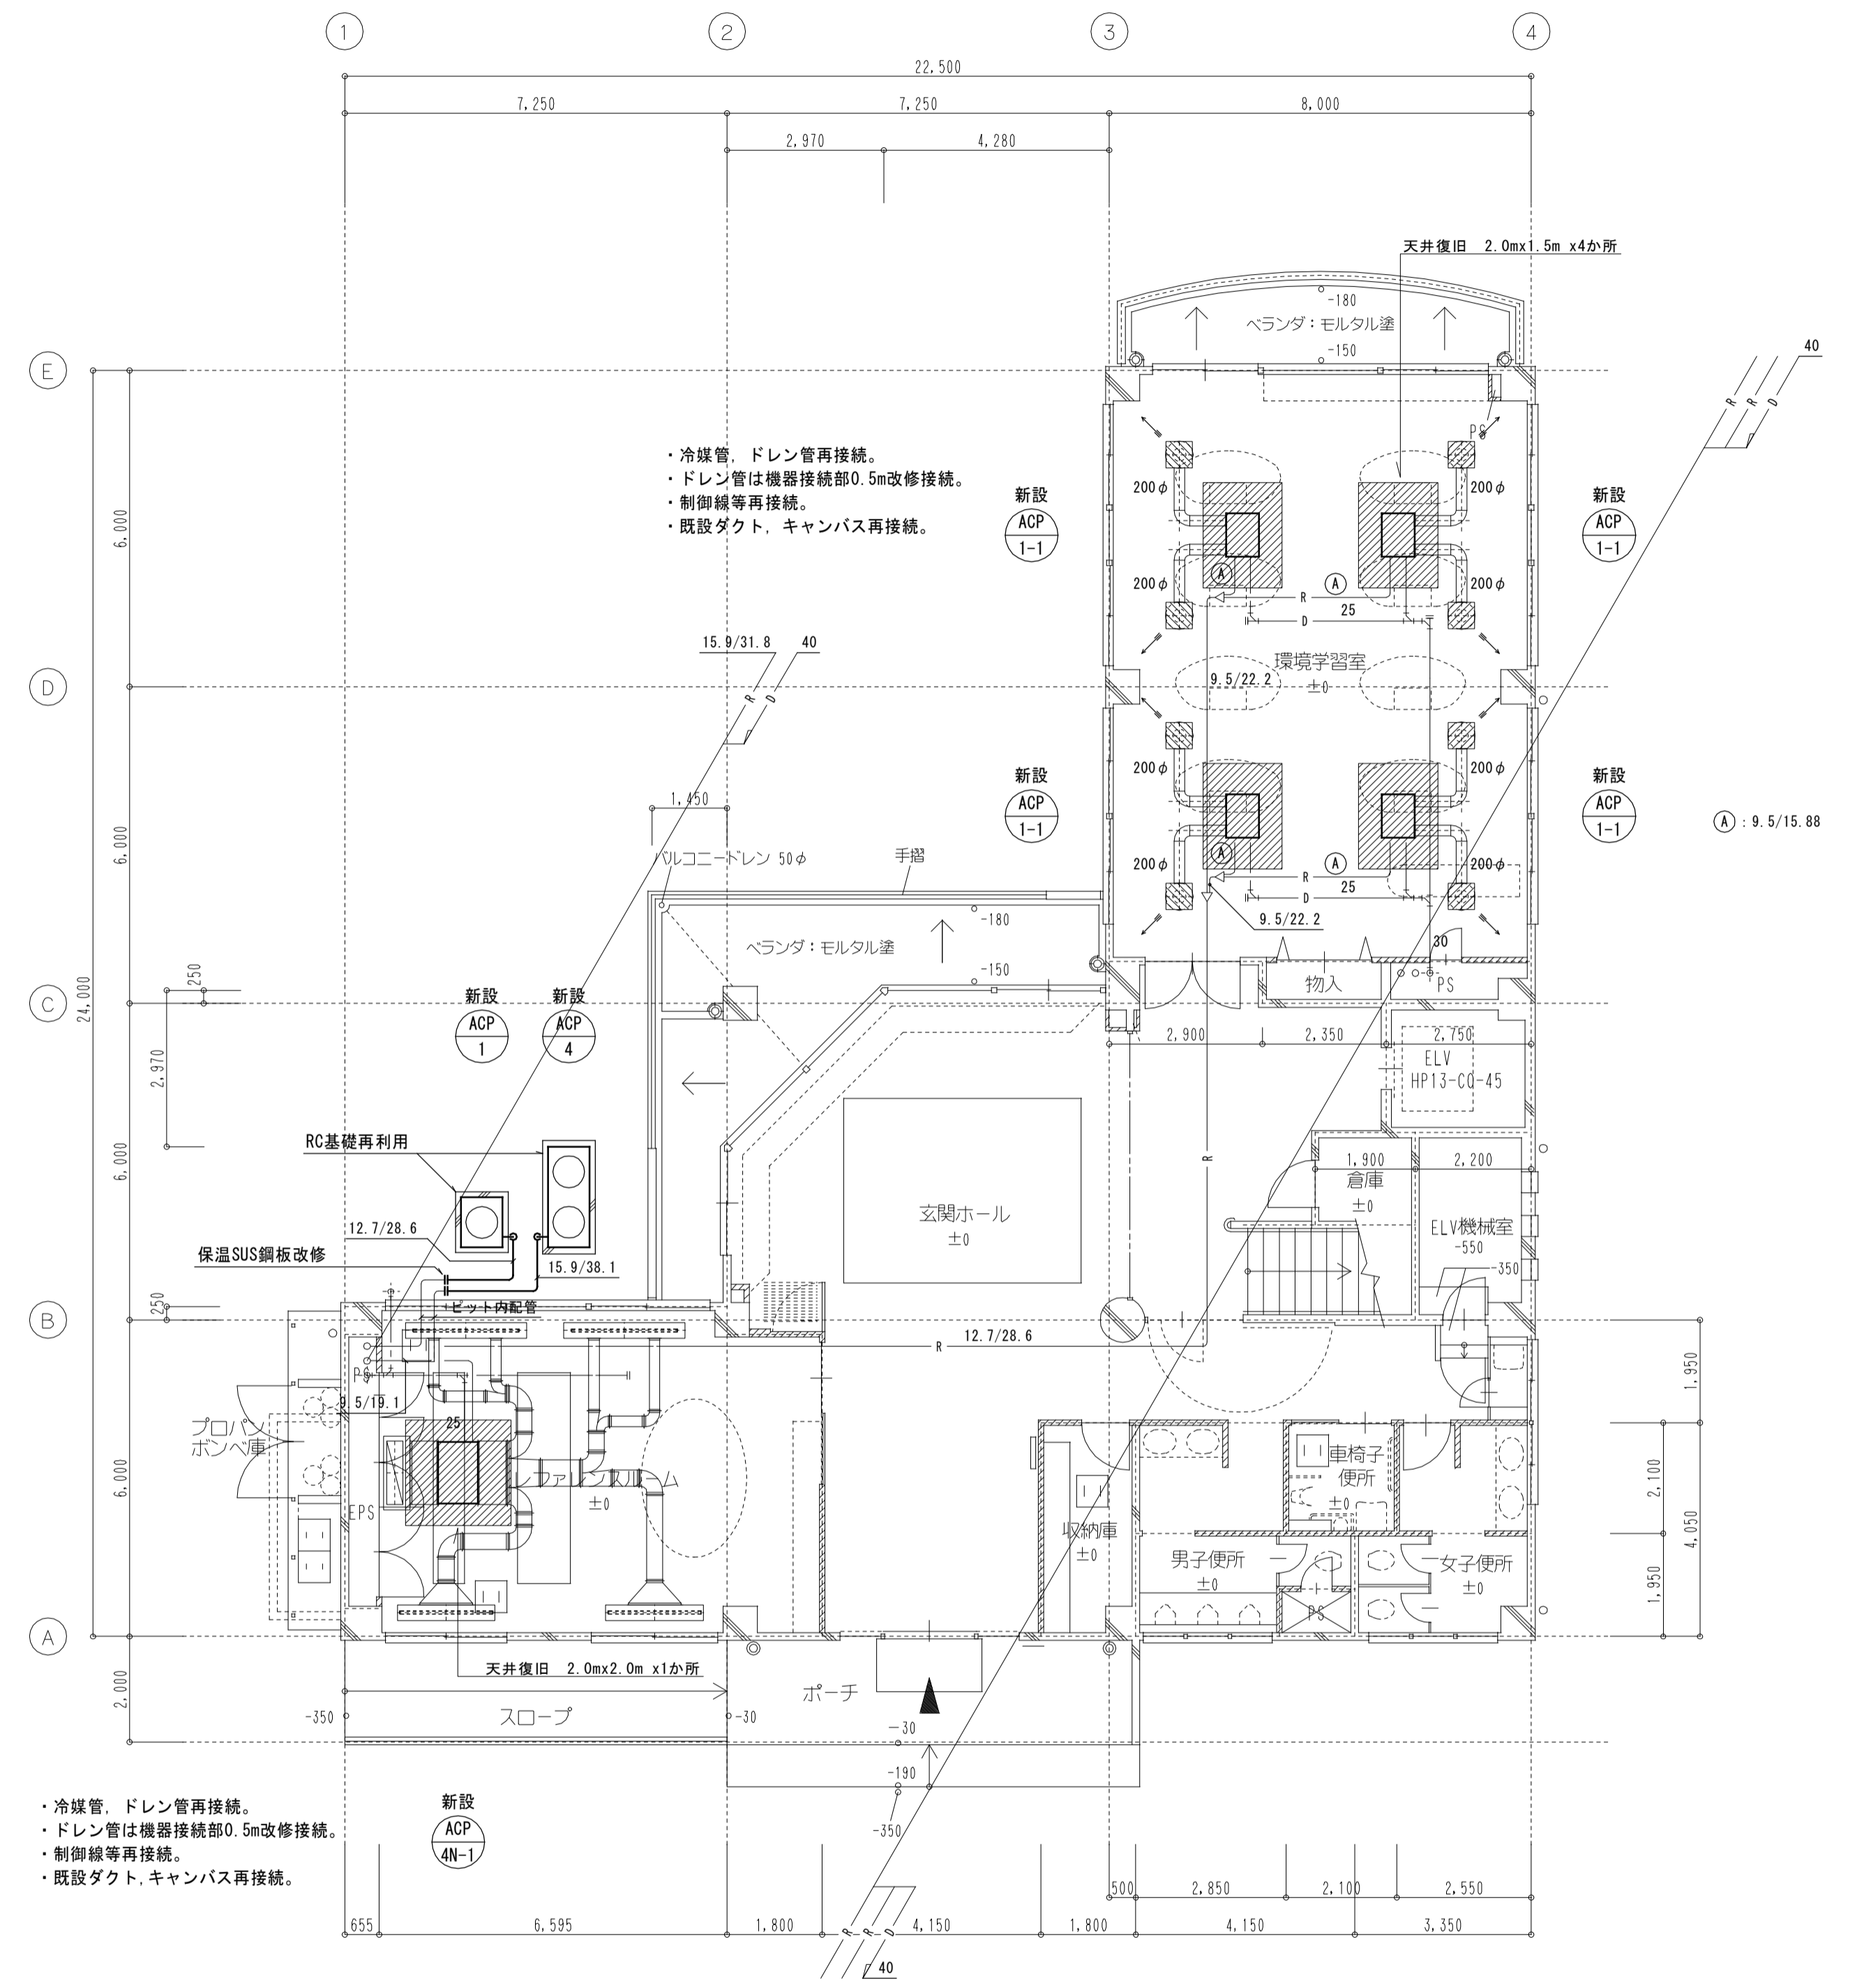 1
2
3
4
22,500
7,250
7,250
8,000
2,970
4,280
天井復旧 2.0mx1.5m x4か所
-180
ベランダ：モルタル塗
-150
40
R
R
D
E
PS
・冷媒管，ドレン管再接続。
・ドレン管は機器接続部0.5m改修接続。
・制御線等再接続。
・既設ダクト，キャンバス再接続。
新設
ACP
1-1
200φ
200φ
新設
ACP
1-1
6,000
200φ
A
A
200φ
R
25
D
15.9/31.8
40
R
D
D
環境学習室
±0
9.5/22.2
新設
ACP
1-1
200φ
200φ
新設
ACP
1-1
A : 9.5/15.88
1,450
6,000
バルコニードレン 50φ
手摺
200φ
A
A
200φ
R
25
D
9.5/22.2
-180
ベランダ：モルタル塗
-150
30
物入
PS
250
24,000
C
新設
ACP
1
新設
ACP
4
2,900
2,350
2,750
ELV
HP13-CO-45
2,970
RC基礎再利用
6,000
R
1,900
2,200
倉庫
±0
玄関ホール
±0
ELV機械室
-550
-350
12.7/28.6
保温SUS鋼板改修
15.9/38.1
250
ピット内配管
B
12.7/28.6
R
PS
9.5/19.1
25
1,950
プロパン
ボンベ庫
6,000
レファレンスルーム
±0
EPS
車椅子
便所
±0
2,100
4,050
収納庫
±0
男子便所
±0
女子便所
±0
PS
1,950
A
天井復旧 2.0mx2.0m x1か所
2,000
ポーチ
-350
スロープ
-30
-30
-190
-350
・冷媒管，ドレン管再接続。
・ドレン管は機器接続部0.5m改修接続。
・制御線等再接続。
・既設ダクト,キャンバス再接続。
新設
ACP
4N-1
500
2,850
2,100
2,550
655
6,595
1,800
4,150
1,800
4,150
3,350
R
R
D
40